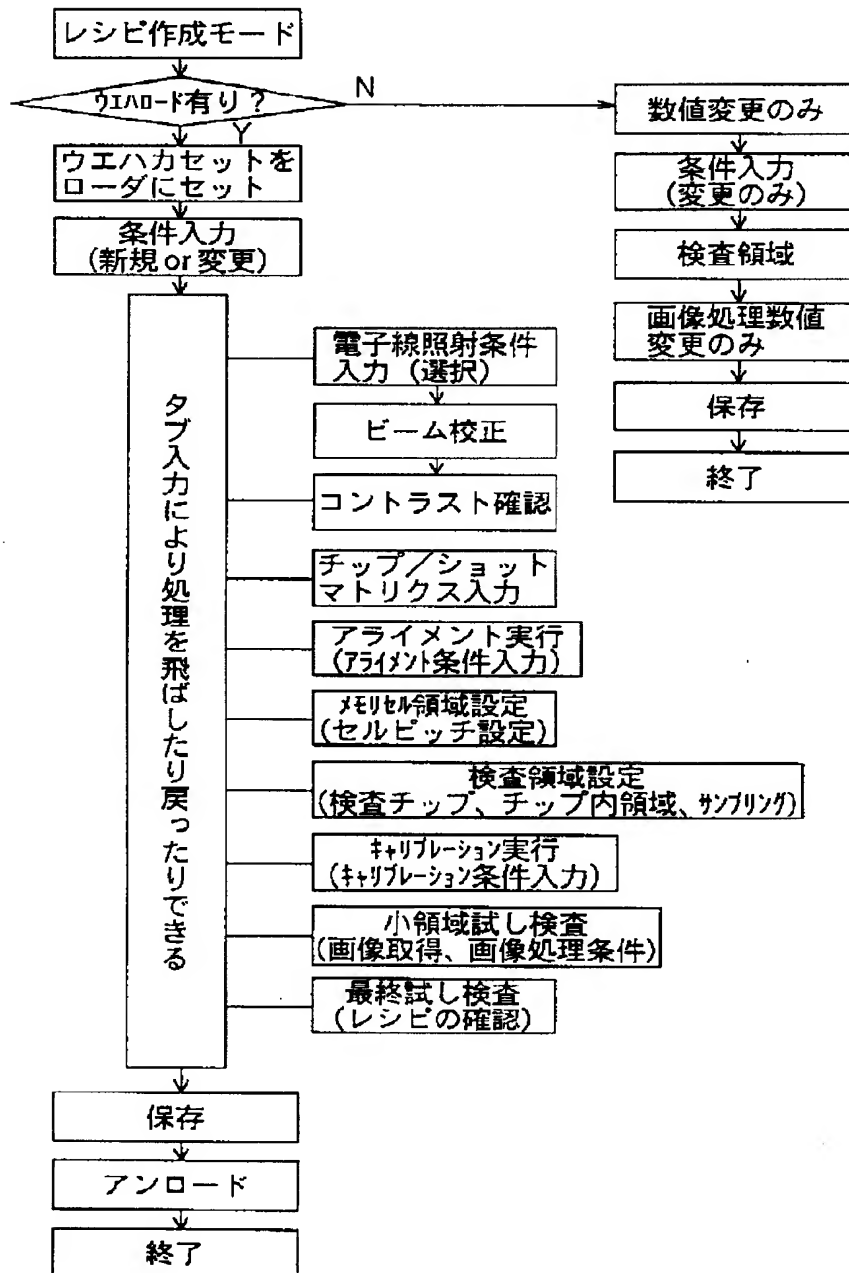 レシピ作成モード
ウエハロード有り?
N
Y
ウエハカセットを
ローダにセット
条件入力
(新規or変更)
タブ入力により処理を飛ばしたり戻ったりできる
電子線照射条件
入力(選択)
ビーム校正
コントラスト確認
チップ/ショット
マトリクス入力
アライメント実行
(アライメント条件入力)
メモリセル領域設定
(セルピッチ設定)
検査領域設定
(検査チップ、チップ内領域、サンプリング)
キャリブレーション実行
(キャリブレーション条件入力)
小領域試し検査
(画像取得、画像処理条件)
最終試し検査
(レシピの確認)
保存
アンロード
終了
数値変更のみ
条件入力
(変更のみ)
検査領域
画像処理数値
変更のみ
保存
終了